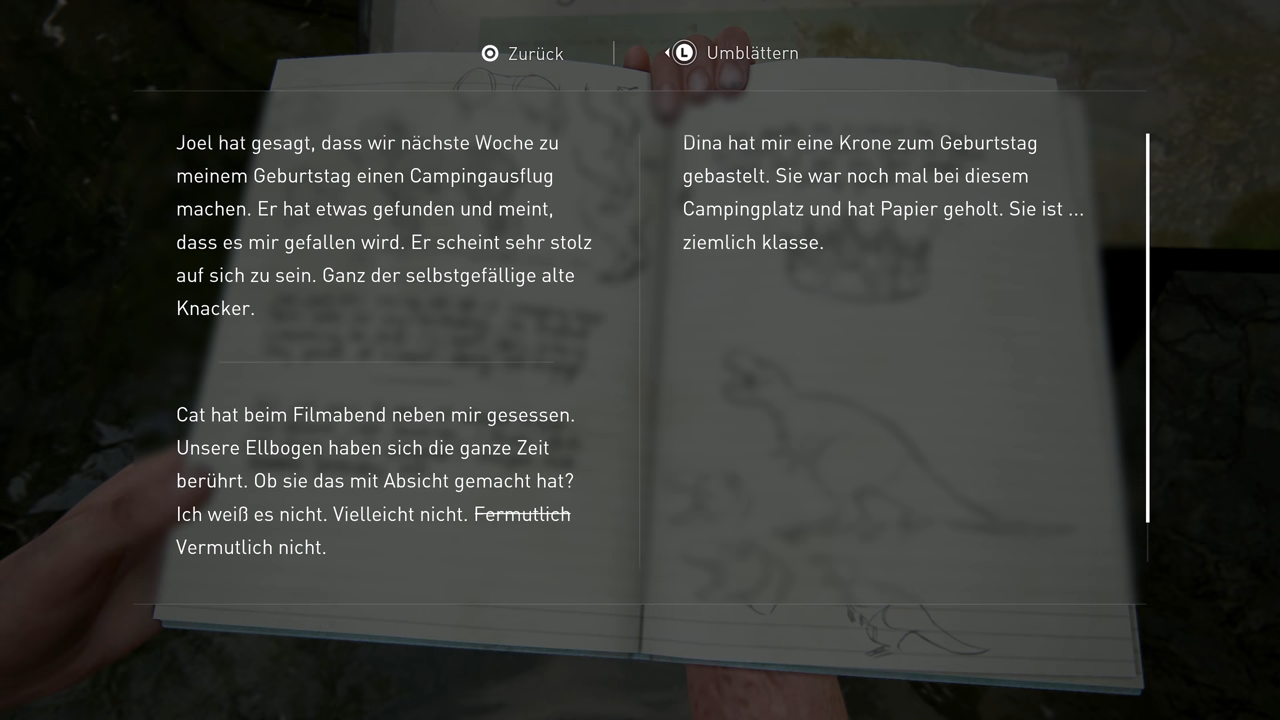 Zurück
L Umblättern
Joel hat gesagt, dass wir nächste Woche zu
meinem Geburtstag einen Campingausflug
machen. Er hat etwas gefunden und meint,
dass es mir gefallen wird. Er scheint sehr stolz
auf sich zu sein. Ganz der selbstgefällige alte
Knacker.
Cat hat beim Filmabend neben mir gesessen.
Unsere Ellbogen haben sich die ganze Zeit
berührt. Ob sie das mit Absicht gemacht hat?
Ich weiß es nicht. Vielleicht nicht. Fermutlich
Vermutlich nicht.
Dina hat mir eine Krone zum Geburtstag
gebastelt. Sie war noch mal bei diesem
Campingplatz und hat Papier geholt. Sie ist ...
ziemlich klasse.